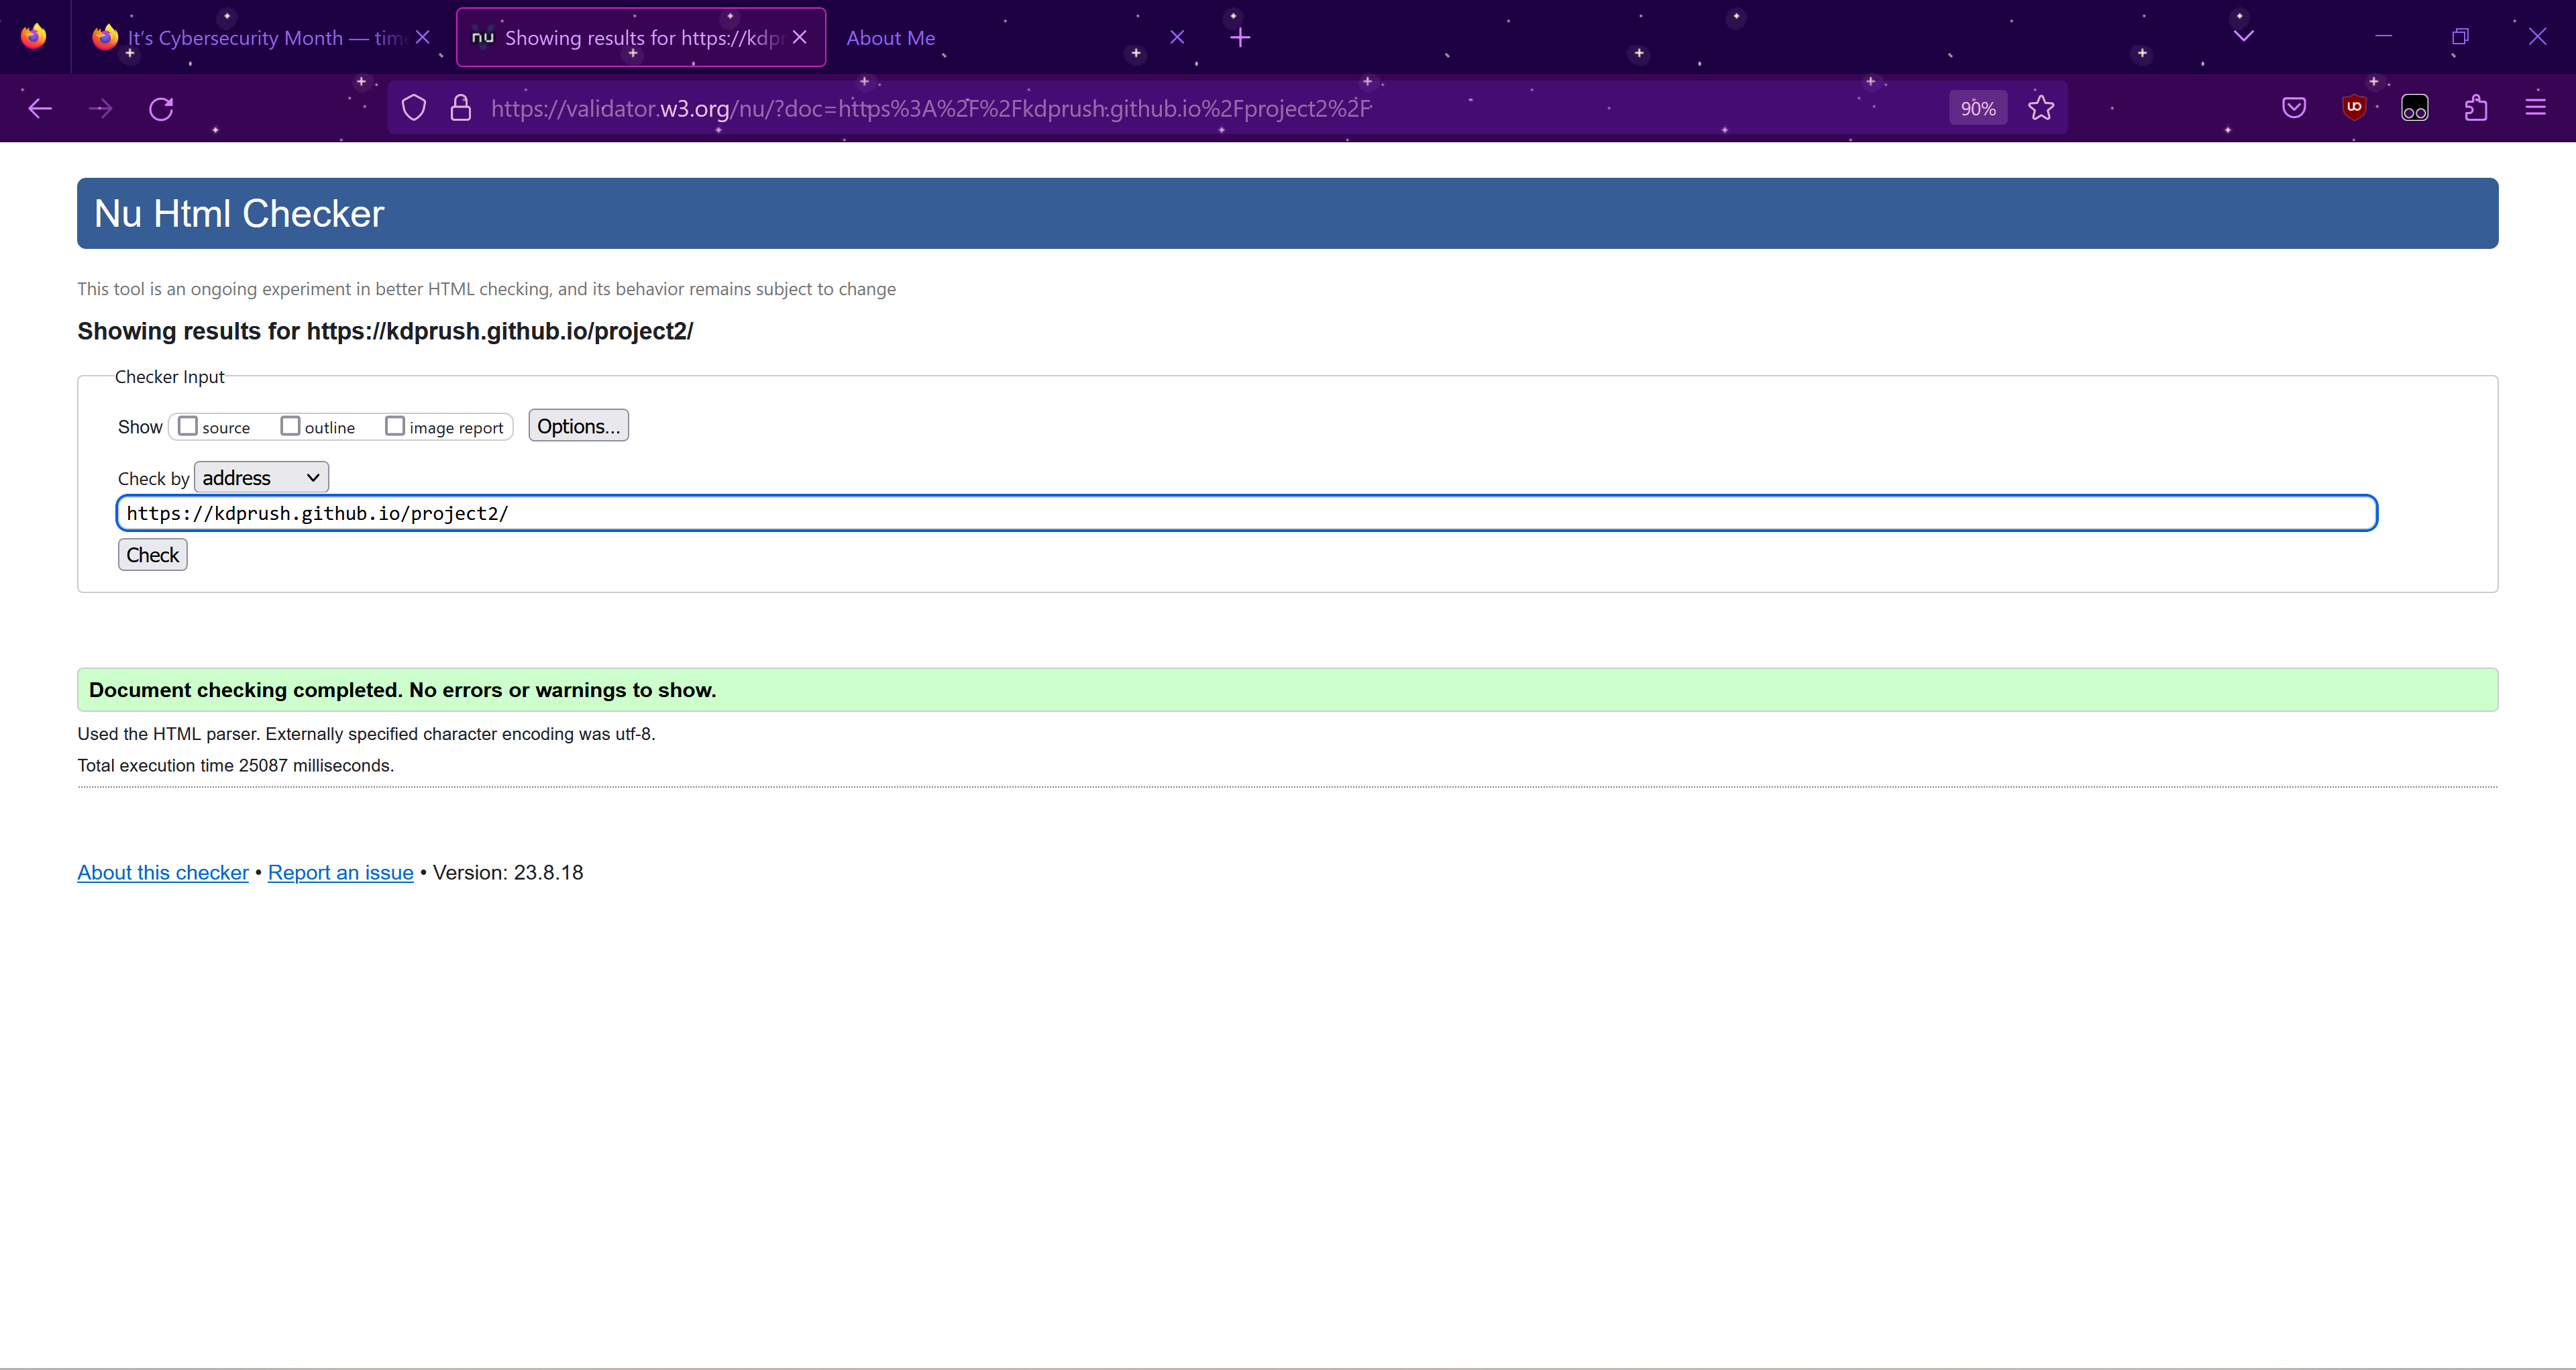 It's Cybersecurity Month — tim
nu Showing results for https://kdpr
About Me
https://validator.w3.org/nu/?doc=https%3A%2F%2Fkdprush.github.io%2Fproject2%2F
90%
Nu Html Checker
This tool is an ongoing experiment in better HTML checking, and its behavior remains subject to change
Showing results for https://kdprush.github.io/project2/
Checker Input
Show source outline image report Options...
Check by address
https://kdprush.github.io/project2/
Check
Document checking completed. No errors or warnings to show.
Used the HTML parser. Externally specified character encoding was utf-8.
Total execution time 25087 milliseconds.
About this checker • Report an issue • Version: 23.8.18